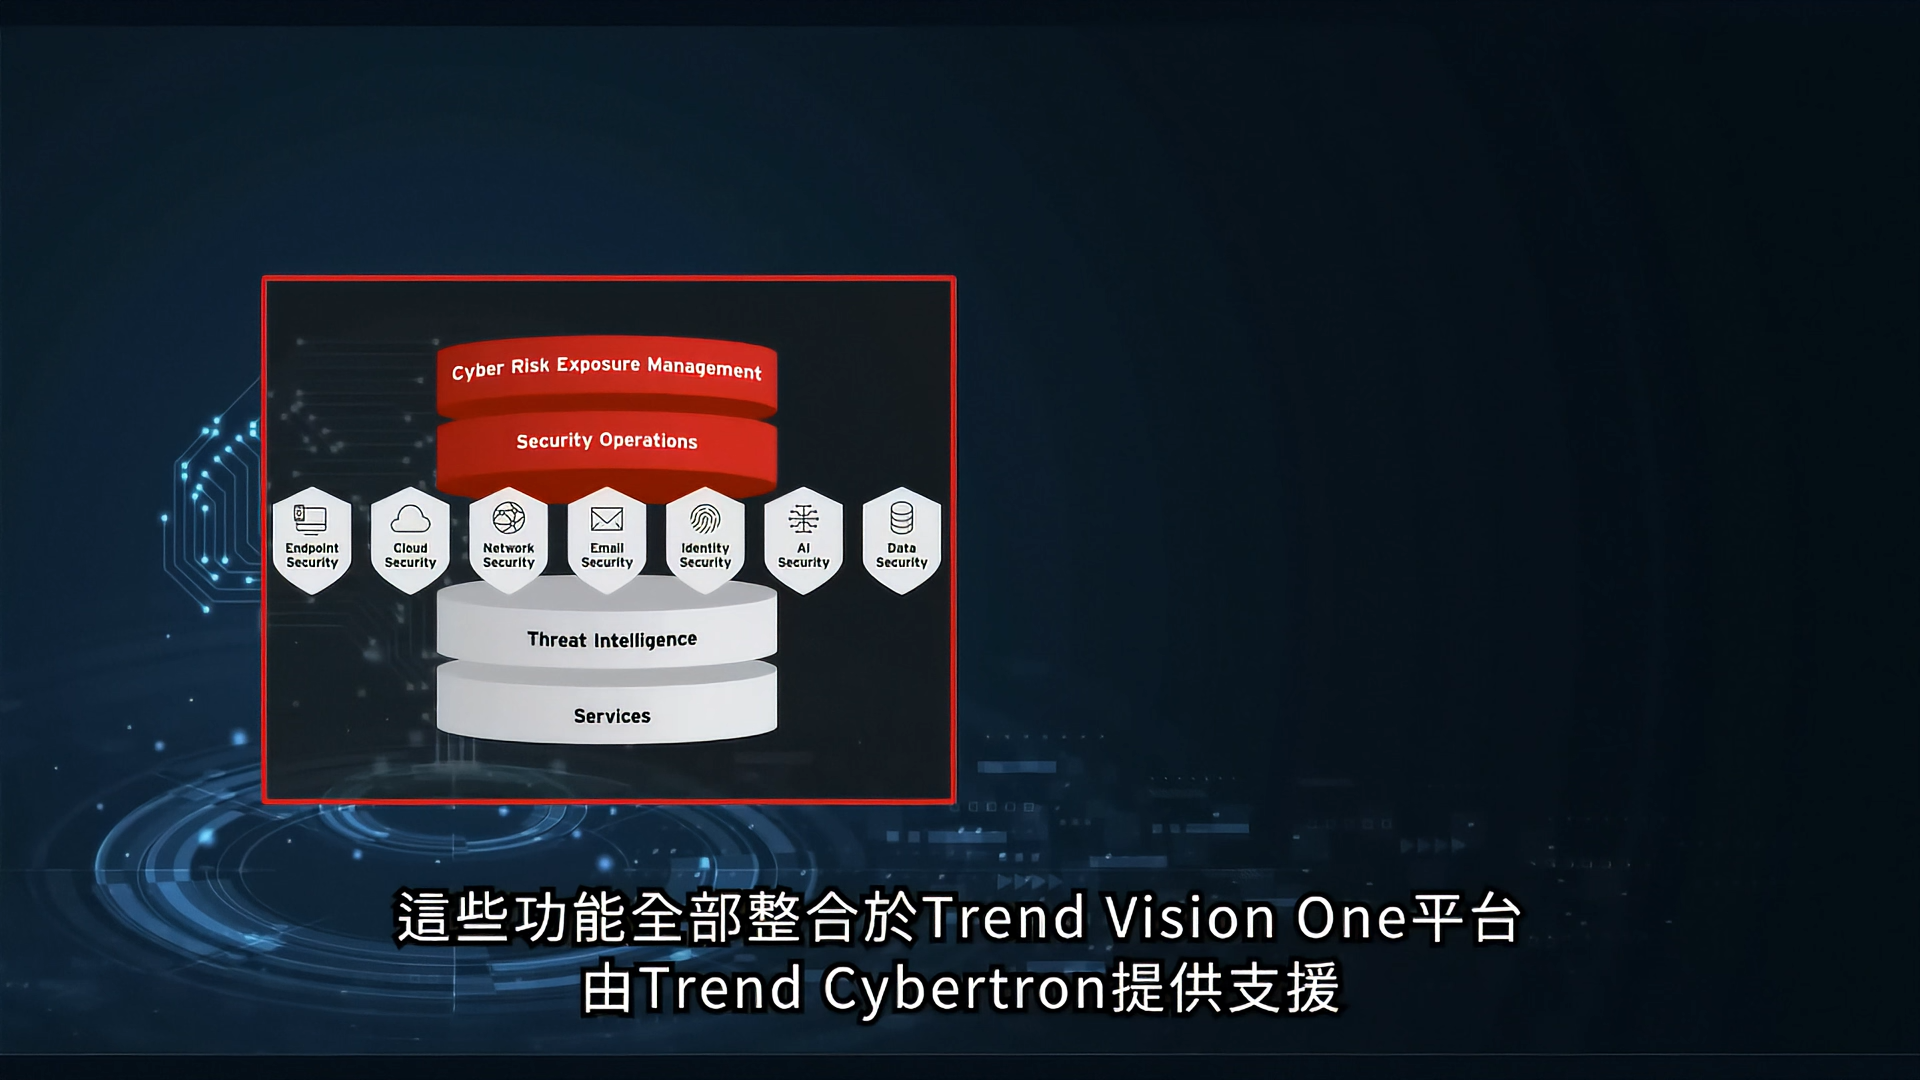 Cyber Risk Exposure Management
Security Operations
Endpoint
Security
Cloud
Security
Network
Security
Email
Security
Identity
Security
AI
Security
Data
Security
Threat Intelligence
Services
這些功能全部整合於Trend Vision One平台
由Trend Cybertron提供支援